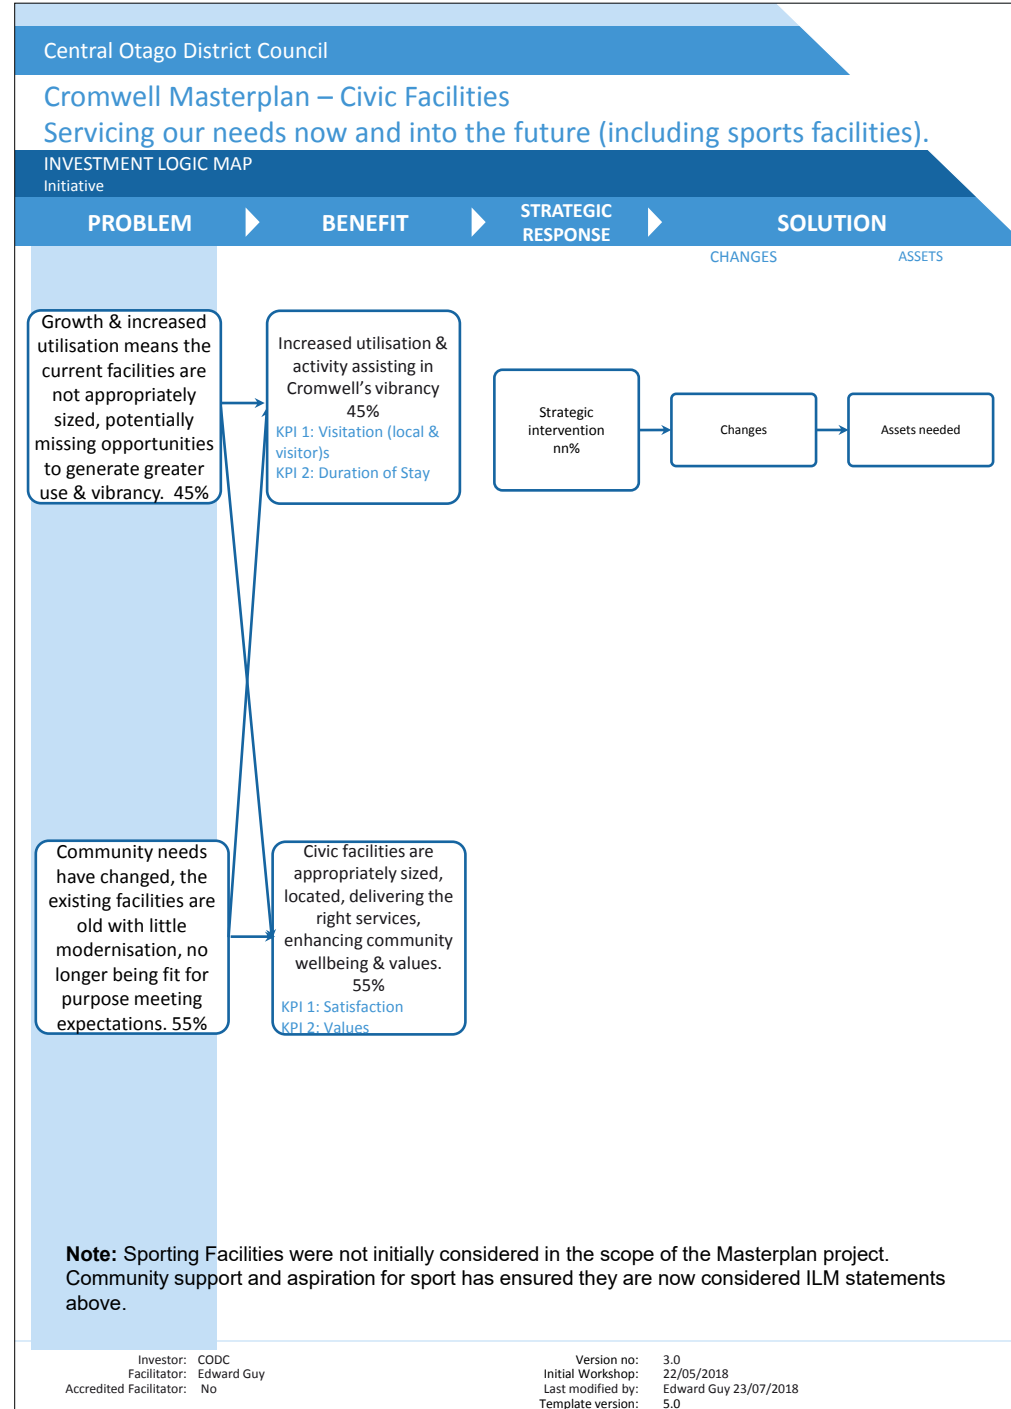 Central Otago District Council
Cromwell Masterplan – Civic Facilities
Servicing our needs now and into the future (including sports facilities).
INVESTMENT LOGIC MAP
Initiative
PROBLEM
BENEFIT
STRATEGIC
RESPONSE
SOLUTION
CHANGES
ASSETS
Growth & increased
utilisation means the
current facilities are
not appropriately
sized, potentially
missing opportunities
to generate greater
use & vibrancy. 45%
Increased utilisation &
activity assisting in
Cromwell's vibrancy
45%
KPI 1: Visitation (local &
visitor)s
KPI 2: Duration of Stay
Strategic
intervention
nn%
Changes
Assets needed
Community needs
have changed, the
existing facilities are
old with little
modernisation, no
longer being fit for
purpose meeting
expectations. 55%
Civic facilities are
appropriately sized,
located, delivering the
right services,
enhancing community
wellbeing & values.
55%
KPI 1: Satisfaction
KPI 2: Values
Note: Sporting Facilities were not initially considered in the scope of the Masterplan project.
Community support and aspiration for sport has ensured they are now considered ILM statements
above.
Investor: CODC
Facilitator: Edward Guy
Accredited Facilitator: No
Version no: 3.0
Initial Workshop: 22/05/2018
Last modified by: Edward Guy 23/07/2018
Template version: 5.0